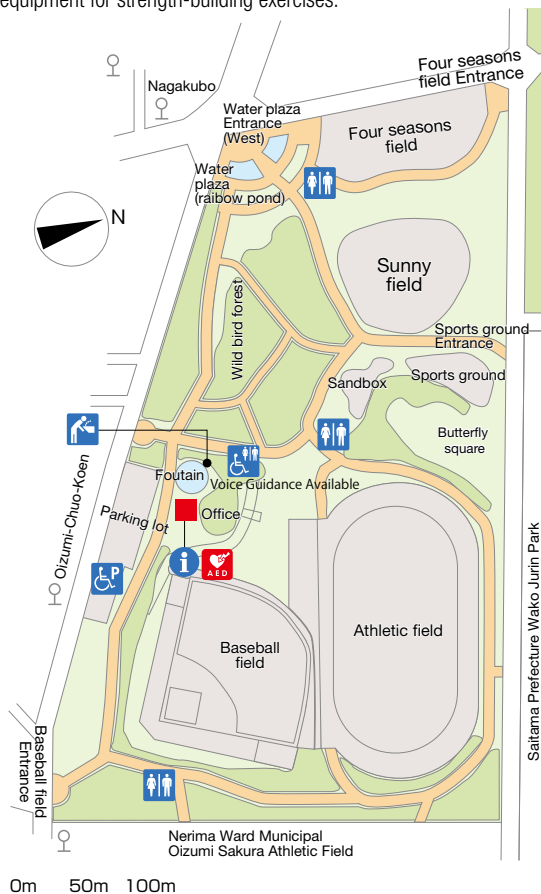 equipment for strength-building exercises.
Four seasons
field Entrance
Nagakubo
Water plaza
Entrance
(West)
Four seasons
field
Water
plaza
(raibow pond)
N
Sunny
field
Wild bird forest
Sports ground
Entrance
Sandbox
Sports ground
Butterfly
square
Foutain
Voice Guidance Available
Oizumi-Chuo-Koen
Parking lot
Office
P
i
AED
Baseball
field
Athletic field
Saitama Prefecture Wako Jurin Park
Baseball field
Entrance
Nerima Ward Municipal
Oizumi Sakura Athletic Field
0m 50m 100m